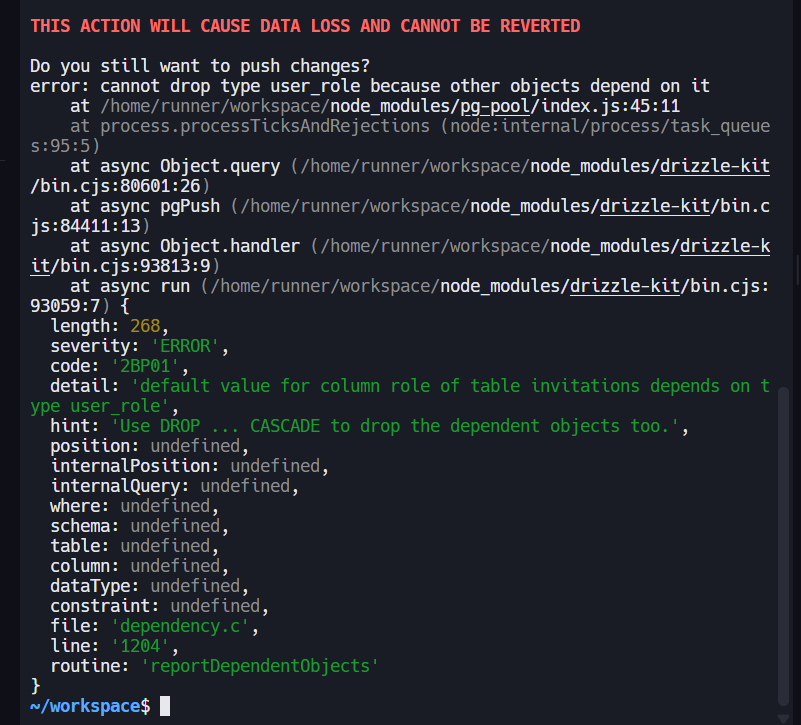 THIS ACTION WILL CAUSE DATA LOSS AND CANNOT BE REVERTED
Do you still want to push changes?
error: cannot drop type user_role because other objects depend on it
    at /home/runner/workspace/node_modules/pg-pool/index.js:45:11
    at process.processTicksAndRejections (node:internal/process/task_queue
s:95:5)
    at async Object.query (/home/runner/workspace/node_modules/drizzle-kit
/bin.cjs:80601:26)
    at async pgPush (/home/runner/workspace/node_modules/drizzle-kit/bin.c
js:84411:13)
    at async Object.handler (/home/runner/workspace/node_modules/drizzle-k
it/bin.cjs:93813:9)
    at async run (/home/runner/workspace/node_modules/drizzle-kit/bin.cjs:
93059:7) {
  length: 268,
  severity: 'ERROR',
  code: '2BP01',
  detail: 'default value for column role of table invitations depends on t
ype user_role',
  hint: 'Use DROP ... CASCADE to drop the dependent objects too.',
  position: undefined,
  internalPosition: undefined,
  internalQuery: undefined,
  where: undefined,
  schema: undefined,
  table: undefined,
  column: undefined,
  dataType: undefined,
  constraint: undefined,
  file: 'dependency.c',
  line: '1204',
  routine: 'reportDependentObjects'
}
~/workspace$